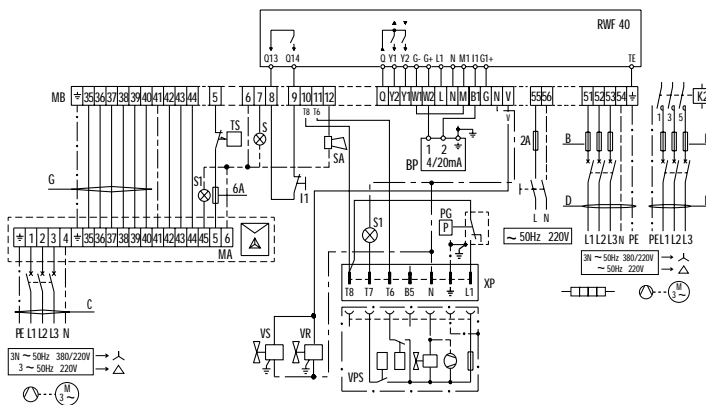 RWF 40
Q13 Q14 Q Y1 Y2 G- G+ L1 N M1 I1 G1+ TE
MB 35 36 37 38 39 40 41 42 43 44 5 6 7 8 9 10 11 12 Q Y2 Y1 W1 W2 L N M B1 G N V 55 56 51 52 53 54
K2
T8 T6 V
1 3 5
TS S SA
BP 1 2
4/20mA
2A B
G S1 6A I1
L N
~ 50Hz 220V
D
L1 L2 L3 N PE PE L1 L2 L3
S1 PG P
1 2 3 4 35 36 37 38 39 40 41 42 43 44 45 5 6
MA
3N ~ 50Hz 380/220V
~ 50Hz 220V
XP
T8 T7 T6 B5 N L1
M
3 ~
C
PE L1 L2 L3 N
VS VR
VPS
3N ~ 50Hz 380/220V
3 ~ 50Hz 220V
M
3 ~